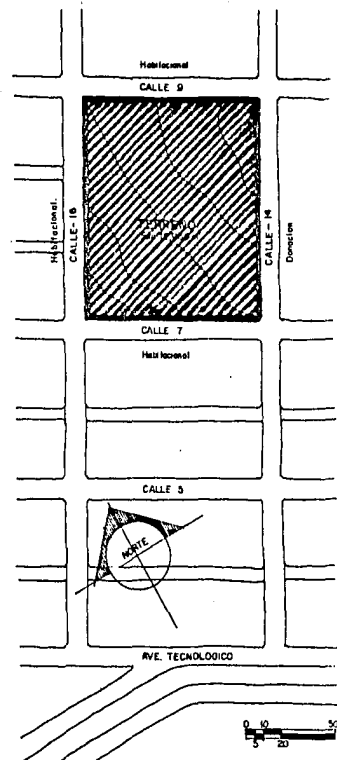 Habitacional
CALLE 9
Habitacional.
CALLE-16
TERRENO
CALLE-14
Donacion
CALLE 7
Habitacional
CALLE 5
NORTE
AVE. TECNOLOGICO
0 10 50
5 20